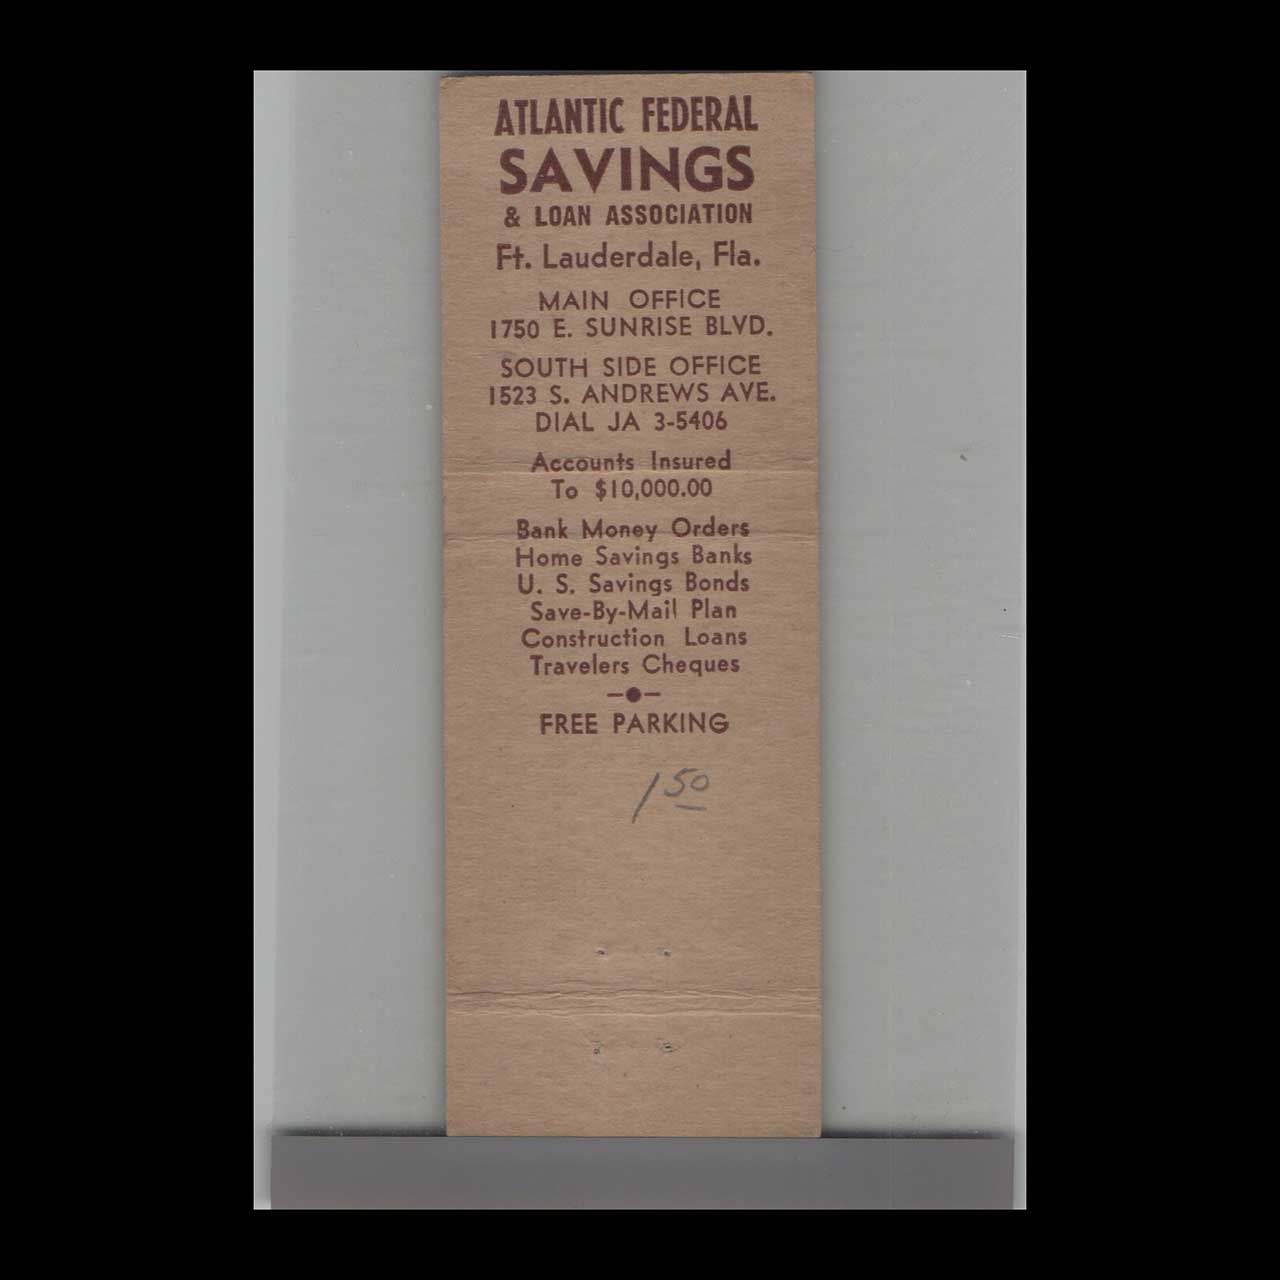 ATLANTIC FEDERAL
SAVINGS
& LOAN ASSOCIATION
Ft. Lauderdale, Fla.
MAIN OFFICE
1750 E. SUNRISE BLVD.
SOUTH SIDE OFFICE
1523 S. ANDREWS AVE.
DIAL JA 3-5406
Accounts Insured
To $10,000.00
Bank Money Orders
Home Savings Banks
U. S. Savings Bonds
Save-By-Mail Plan
Construction Loans
Travelers Cheques
FREE PARKING
1 50